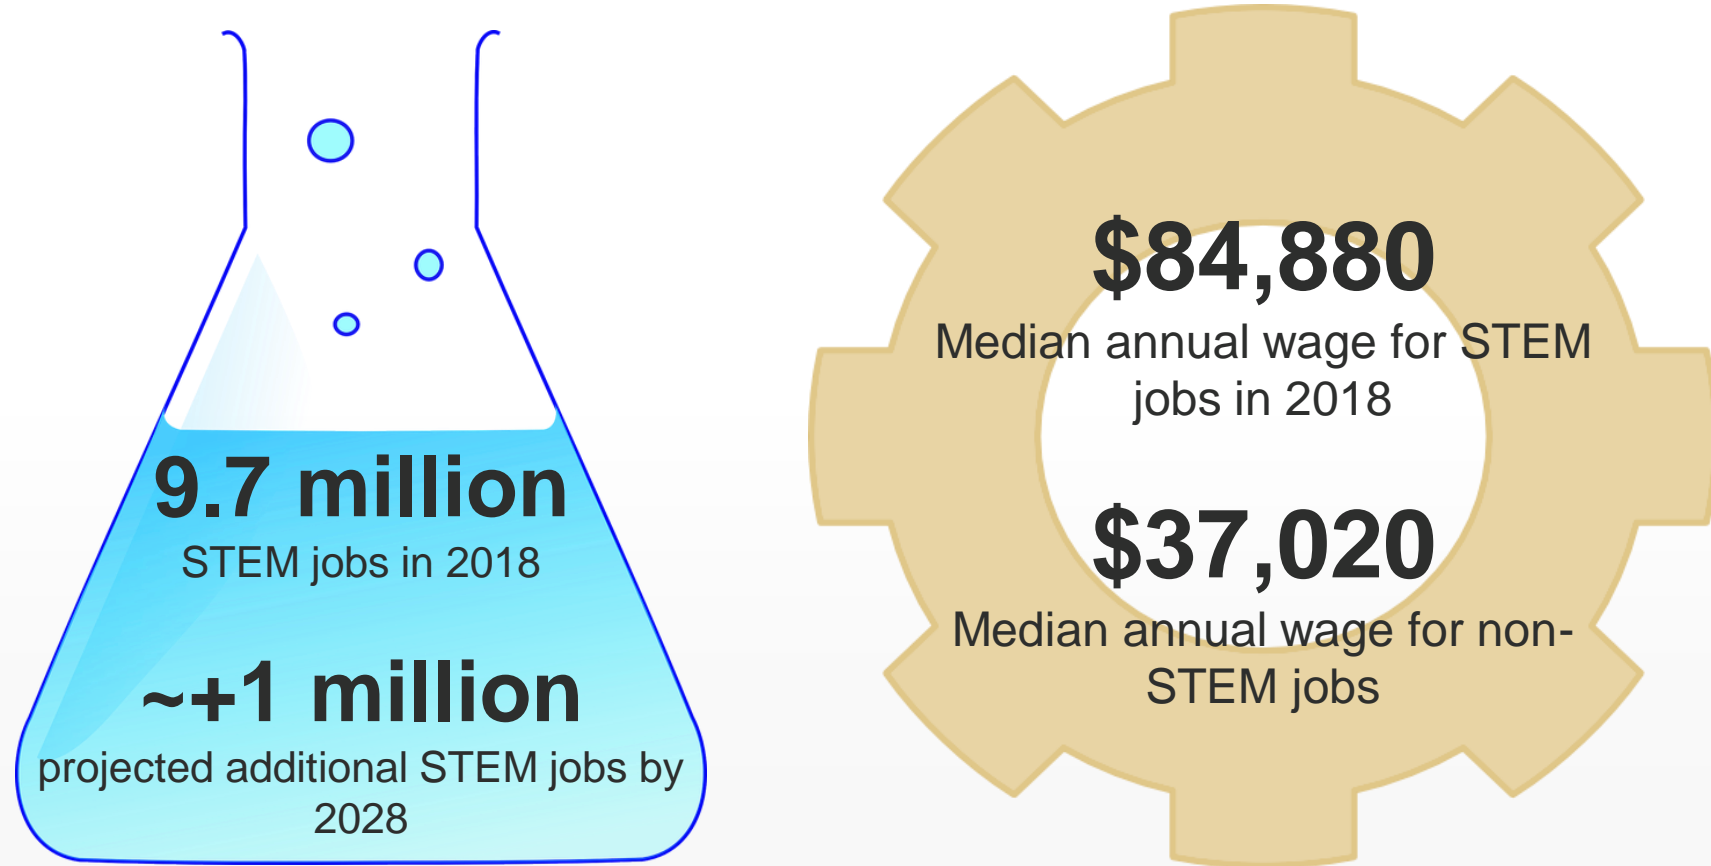 9.7 million
STEM jobs in 2018
~+1 million
projected additional STEM jobs by
2028
$84,880
Median annual wage for STEM
jobs in 2018
$37,020
Median annual wage for non-
STEM jobs